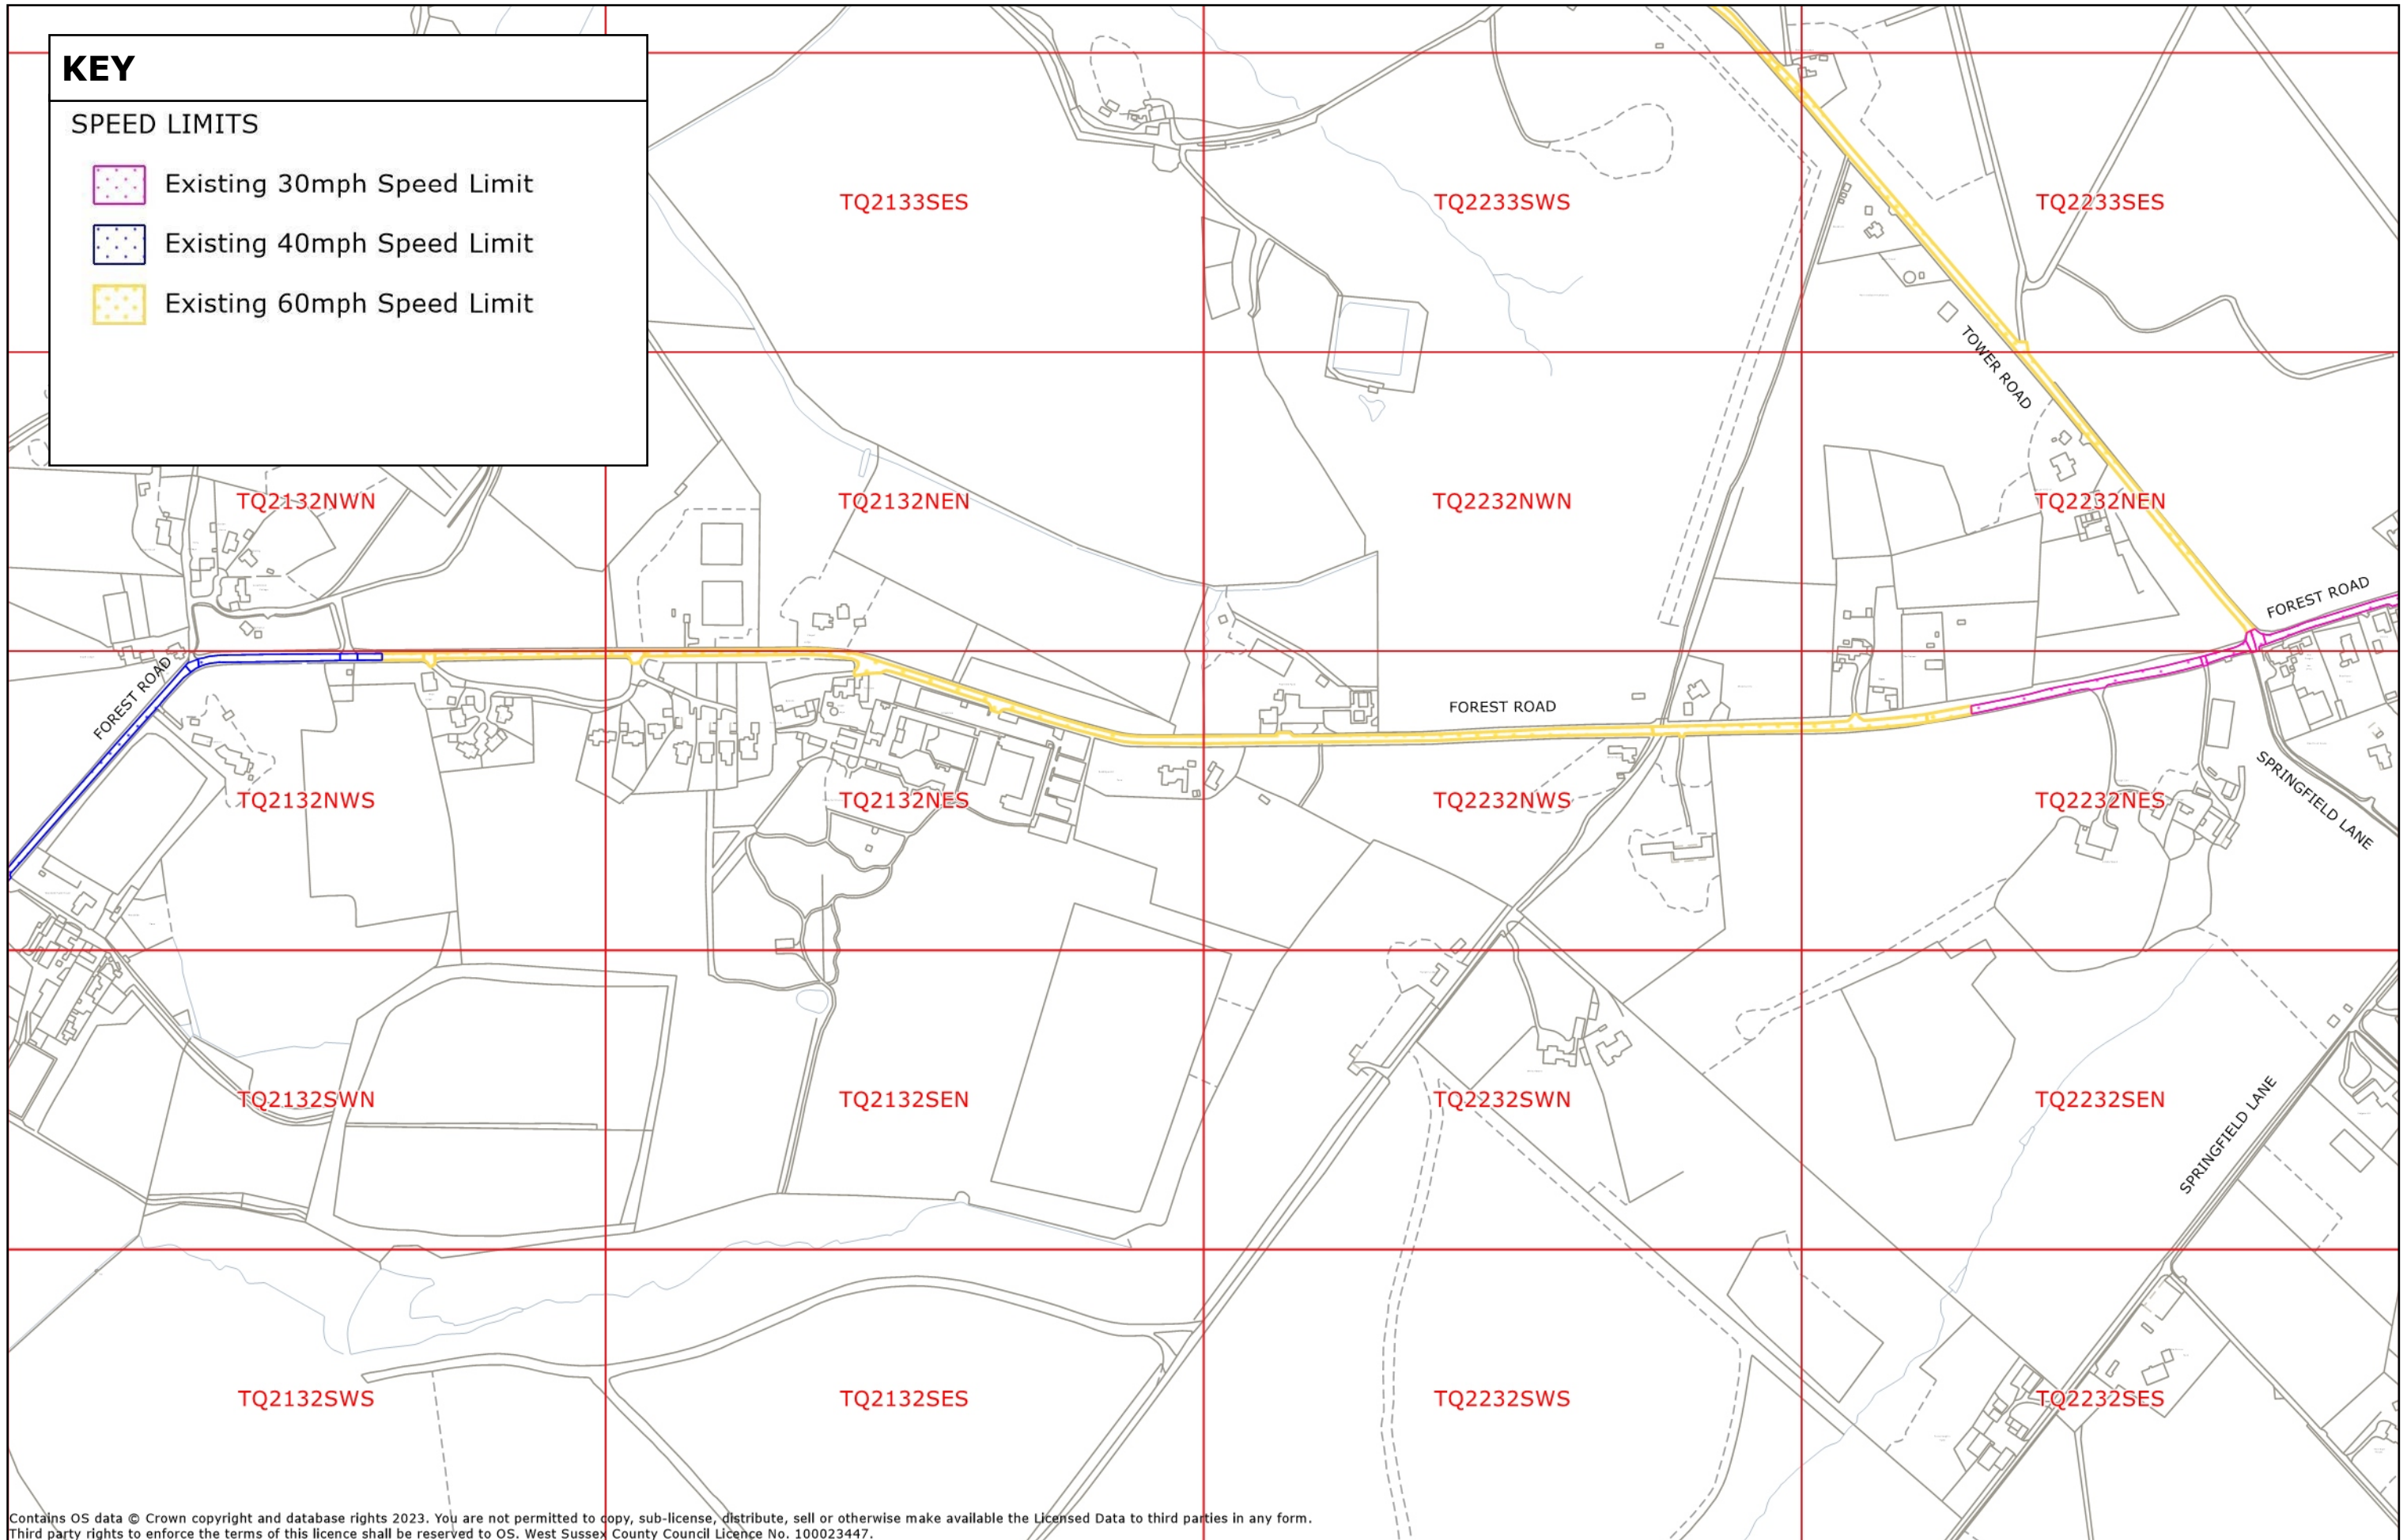 KEY
SPEED LIMITS
Existing 30mph Speed Limit
Existing 40mph Speed Limit
Existing 60mph Speed Limit
TQ2133SES
TQ2233SWS
TQ2233SES
TOWER ROAD
TQ2132NWN
TQ2132NEN
TQ2232NWN
TQ2232NEN
FOREST ROAD
FOREST ROAD
FOREST ROAD
SPRINGFIELD LANE
TQ2132NWS
TQ2132NES
TQ2232NWS
TQ2232NES
TQ2132SWN
TQ2132SEN
TQ2232SWN
TQ2232SEN
SPRINGFIELD LANE
TQ2132SWS
TQ2132SES
TQ2232SWS
TQ2232SES
Contains OS data © Crown copyright and database rights 2023. You are not permitted to copy, sub-license, distribute, sell or otherwise make available the Licensed Data to third parties in any form.
Third party rights to enforce the terms of this licence shall be reserved to OS. West Sussex County Council Licence No. 100023447.